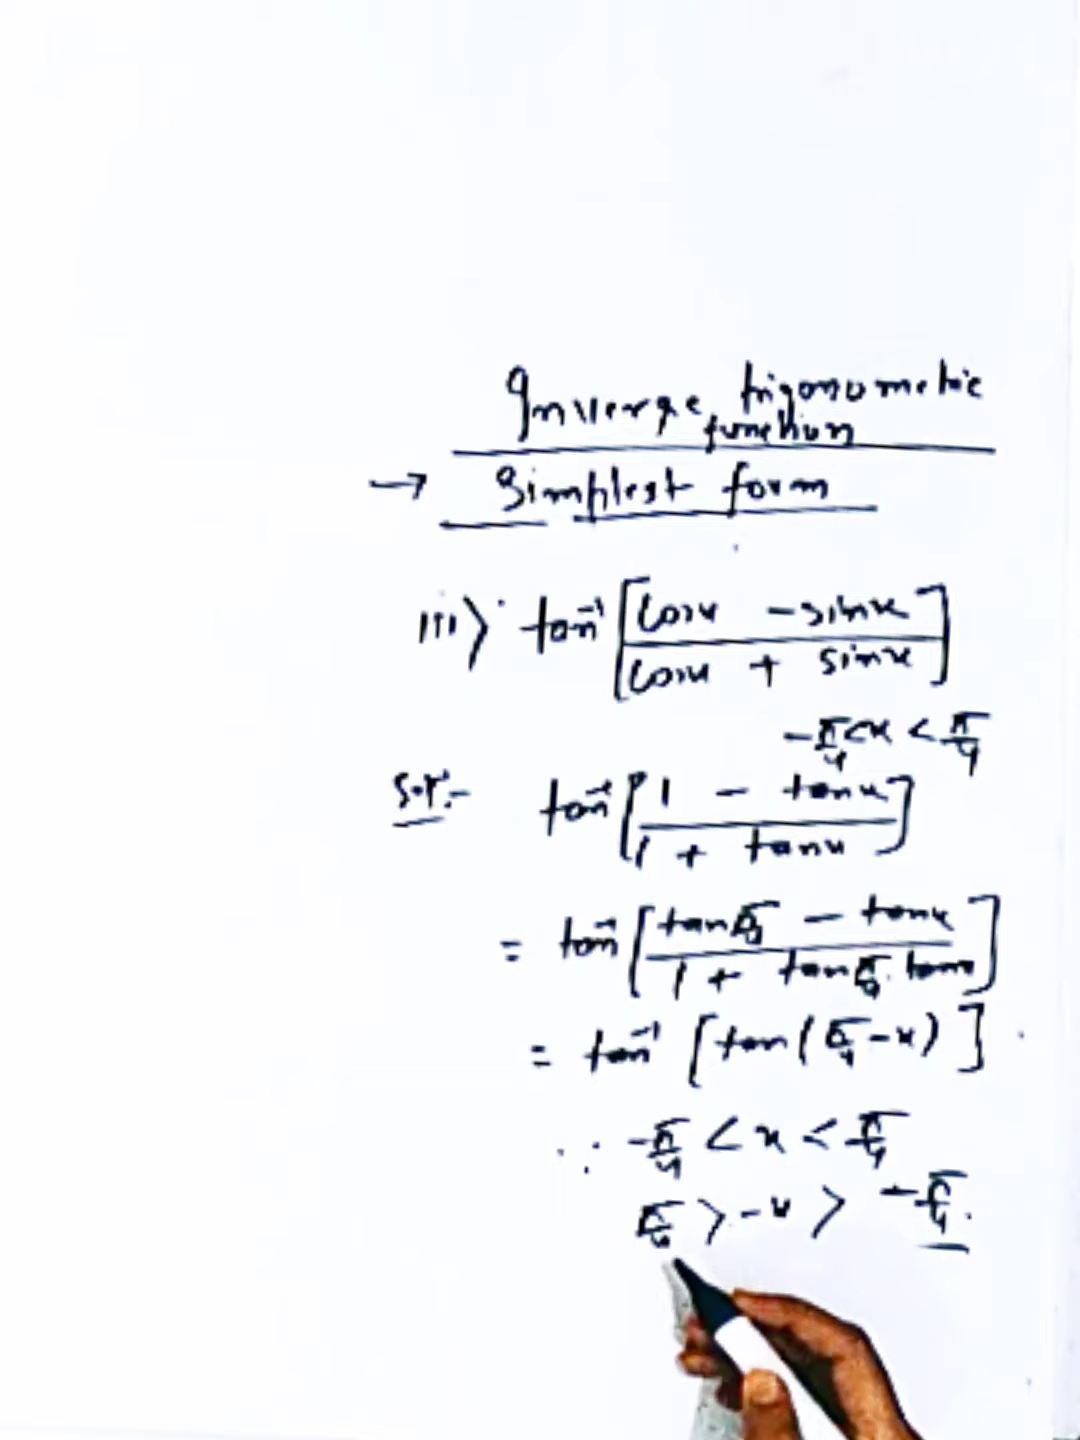 Inverse trigonometric
function
→ Simplest form
iii) tan⁻¹ [(cosx - sinx)/(cosx + sinx)]
-π/4 < x < π/4
Sol:- tan⁻¹ [(1 - tanx)/(1 + tanx)]
= tan⁻¹ [(tan π/4 - tanx)/(1 + tan π/4 . tanx)]
= tan⁻¹ [tan(π/4 - x)]
∵ -π/4 < x < π/4
π/4 > -x > -π/4.